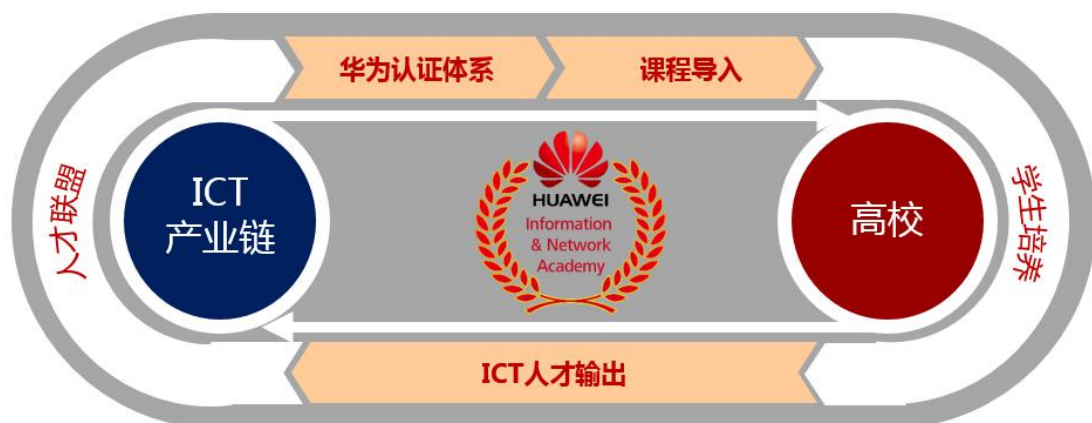 华为认证体系
课程导入
人才联盟
ICT
产业链
HUAWEI
Information
& Network
Academy
高校
学生培养
ICT人才输出